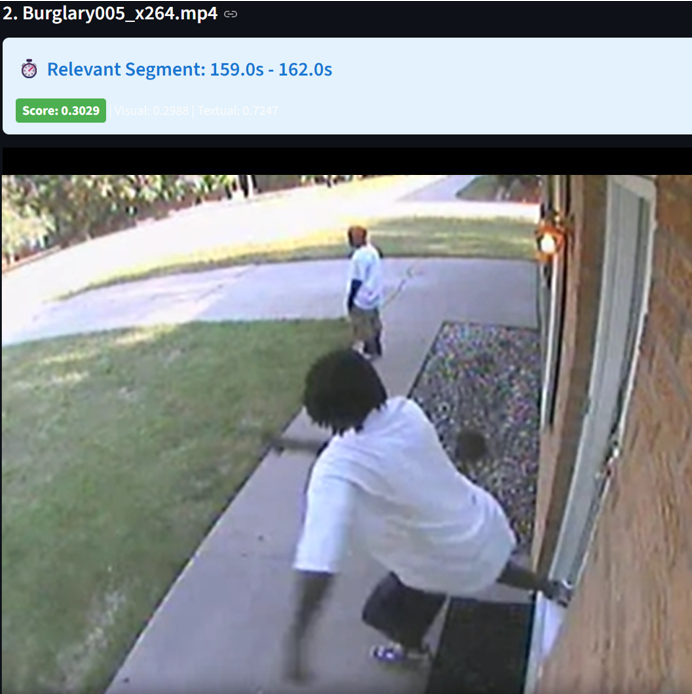 2. Burglary005_x264.mp4
Relevant Segment: 159.0s - 162.0s
Score: 0.3029 | Visual: 0.2988 | Textual: 0.7247